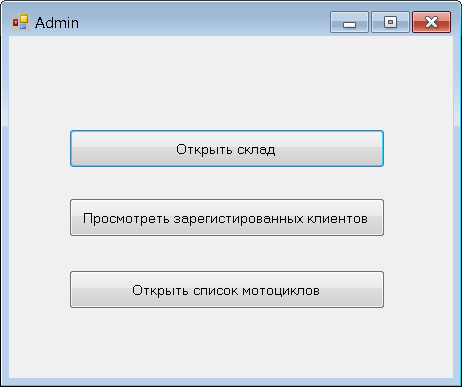 Admin
Открыть склад
Просмотреть зарегистированных клиентов
Открыть список мотоциклов